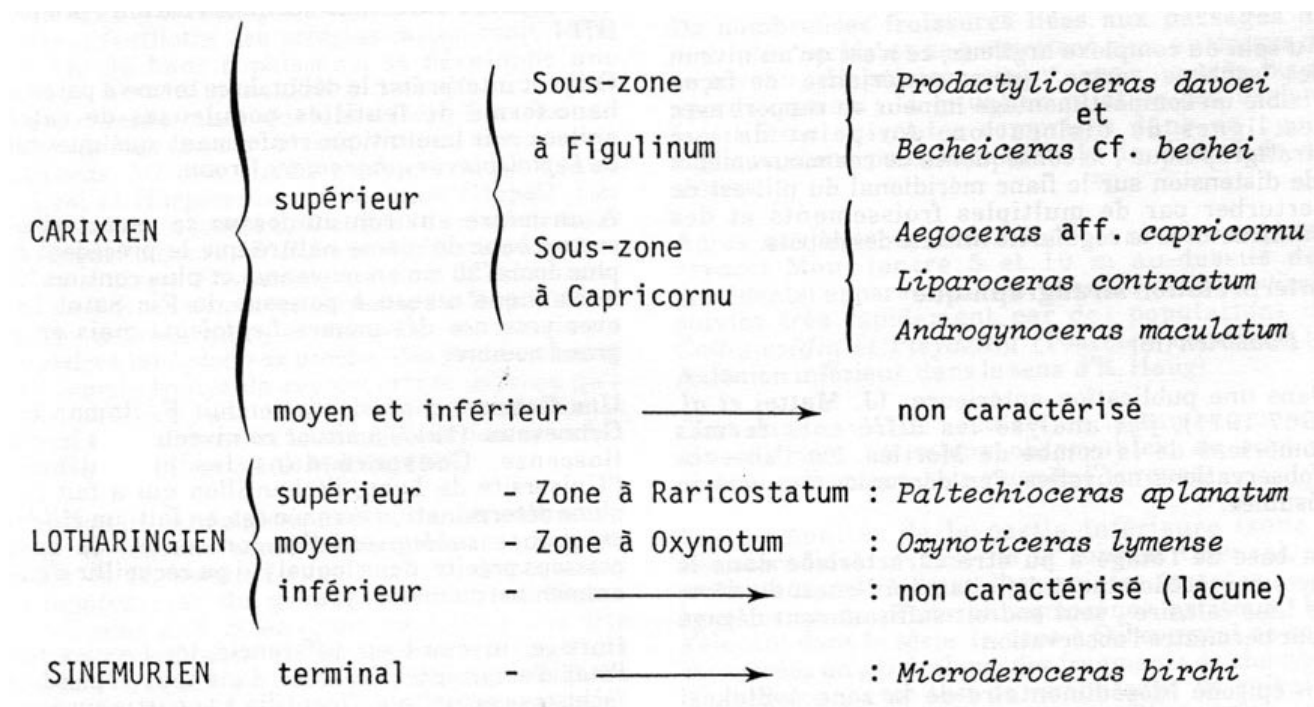 Sous-zone Prodactylioceras davoei
et
à Figulinum Becheiceras cf. bechei
supérieur
Aegoceras aff. capricornu
CARIXIEN Sous-zone
à Capricornu Liparoceras contractum
Androgynoceras maculatum
moyen et inférieur → non caractérisé
supérieur - Zone à Raricostatum : Paltechioceras aplanatum
LOTHARINGIEN moyen - Zone à Oxynotum : Oxynoticeras lymense
inférieur - → : non caractérisé (lacune)
SINEMURIEN terminal - → : Microderoceras birchi